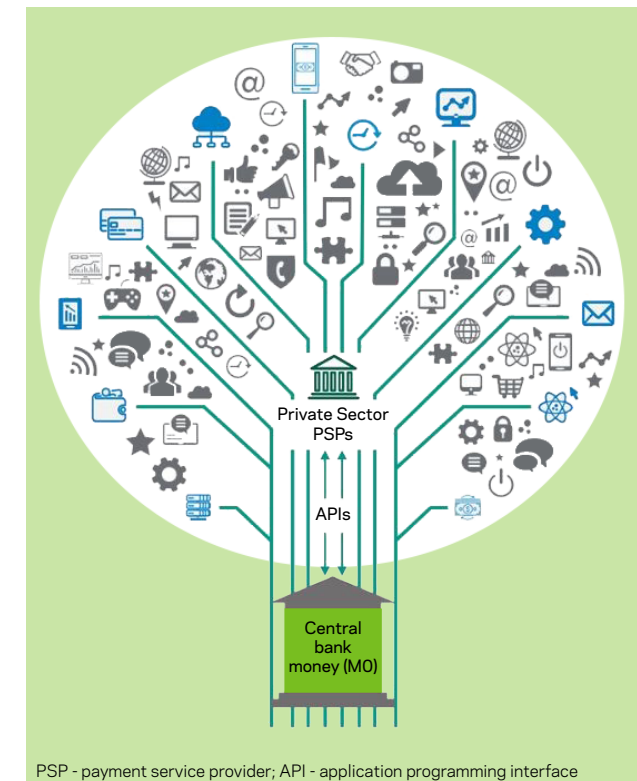 Private Sector
PSPs
APIs
Central
bank
money (M0)
PSP - payment service provider; API - application programming interface